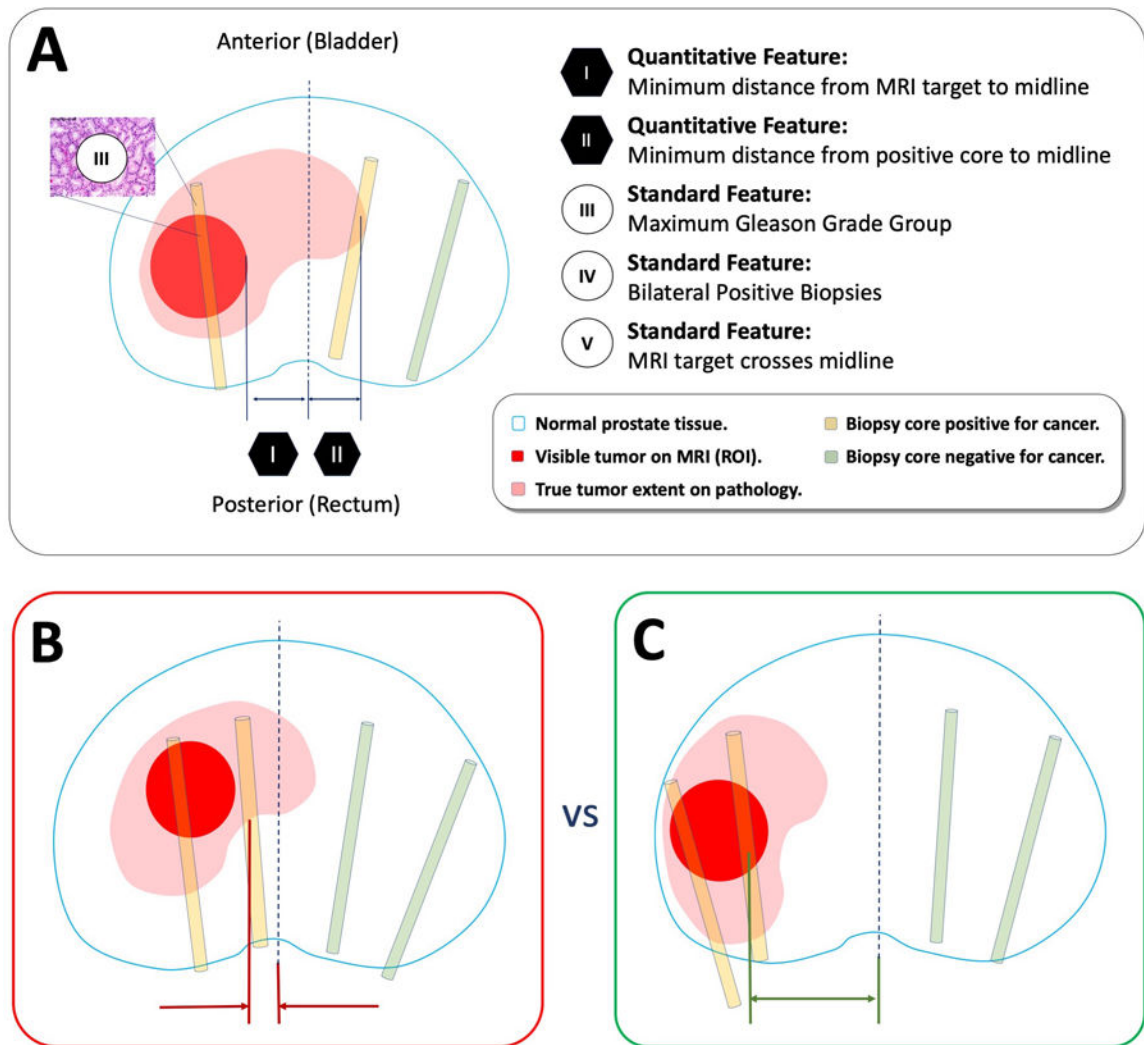 A
Anterior (Bladder)
III
I
II
Posterior (Rectum)
I
Quantitative Feature:
Minimum distance from MRI target to midline
II
Quantitative Feature:
Minimum distance from positive core to midline
III
Standard Feature:
Maximum Gleason Grade Group
IV
Standard Feature:
Bilateral Positive Biopsies
V
Standard Feature:
MRI target crosses midline
Normal prostate tissue.
Visible tumor on MRI (ROI).
True tumor extent on pathology.
Biopsy core positive for cancer.
Biopsy core negative for cancer.
B
VS
C